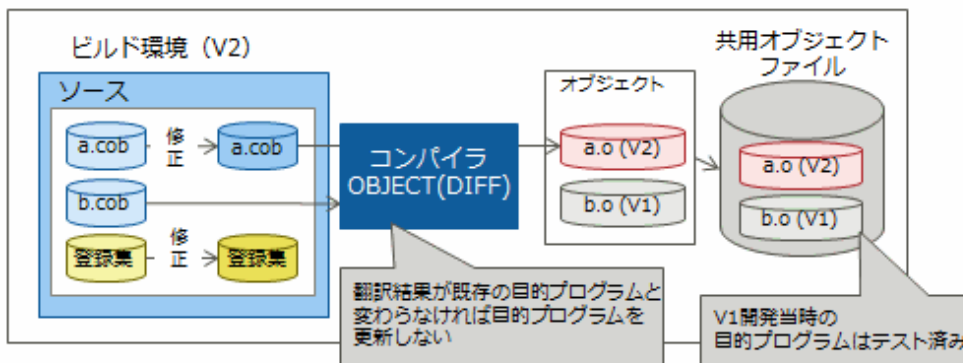 ビルド環境（V2）
ソース
a.cob
修
正
a.cob
b.cob
登録集
修
正
登録集
コンパイラ
OBJECT(DIFF)
オブジェクト
a.o (V2)
b.o (V1)
共用オブジェクト
ファイル
a.o (V2)
b.o (V1)
翻訳結果が既存の目的プログラムと
変わらなければ目的プログラムを
更新しない
V1開発当時の
目的プログラムはテスト済み